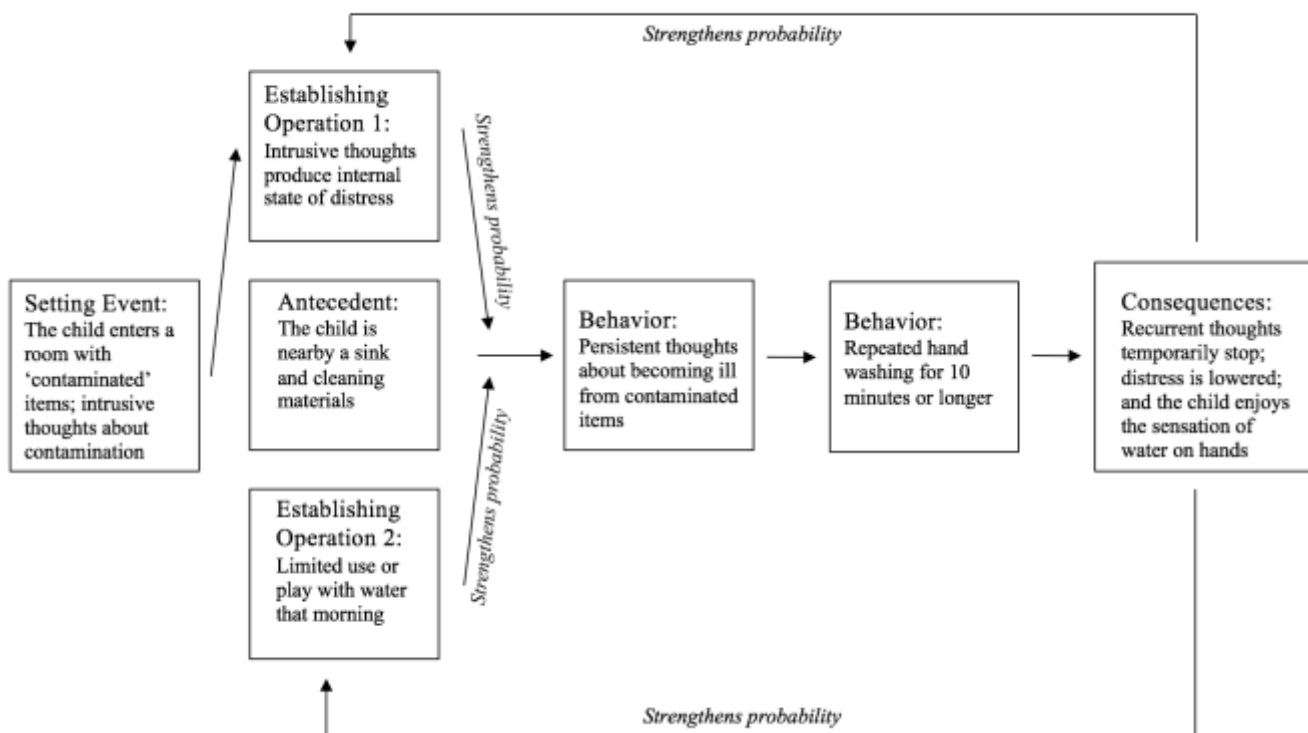 Strengthens probability
Establishing
Operation 1:
Intrusive thoughts
produce internal
state of distress
Strengthens probability
Setting Event:
The child enters a
room with
‘contaminated’
items; intrusive
thoughts about
contamination
Antecedent:
The child is
nearby a sink
and cleaning
materials
Behavior:
Persistent thoughts
about becoming ill
from contaminated
items
Behavior:
Repeated hand
washing for 10
minutes or longer
Consequences:
Recurrent thoughts
temporarily stop;
distress is lowered;
and the child enjoys
the sensation of
water on hands
Establishing
Operation 2:
Limited use or
play with water
that morning
Strengthens probability
Strengthens probability